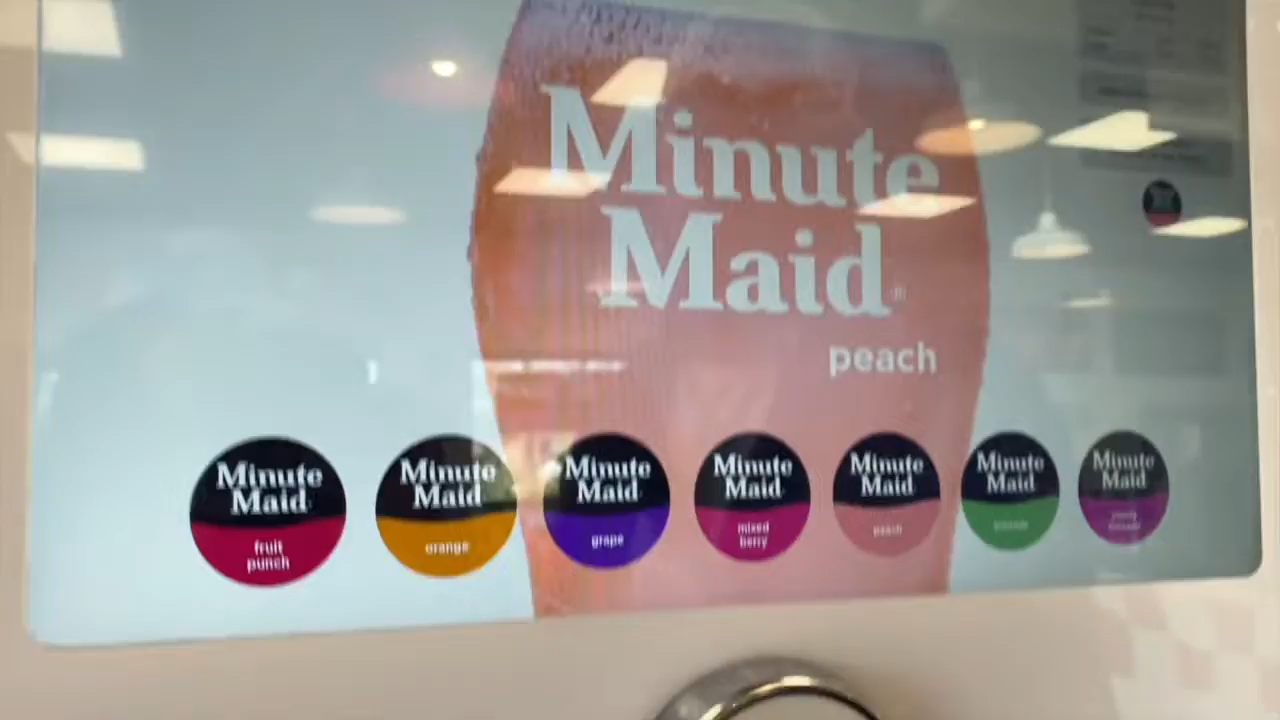 Minute
Maid
peach
Minute
Maid
fruit
punch
Minute
Maid
orange
Minute
Maid
grape
Minute
Maid
mixed
berry
Minute
Maid
peach
Minute
Maid
Minute
Maid